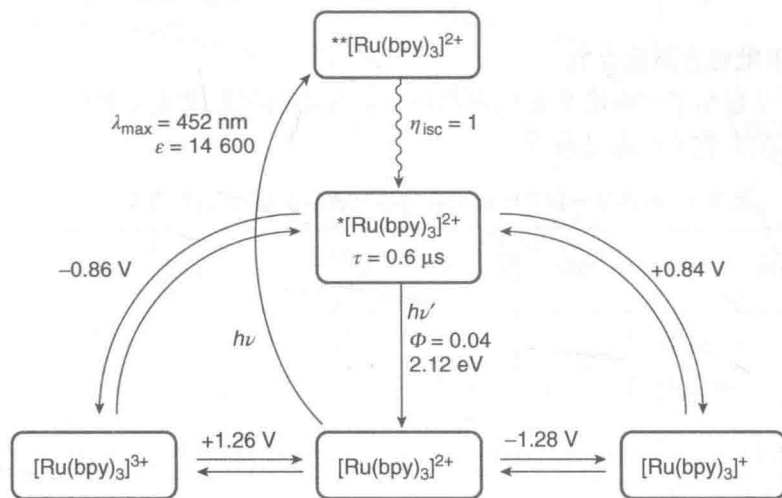 **[Ru(bpy)₃]²⁺
λmax = 452 nm
ε = 14 600
ηisc = 1
*[Ru(bpy)₃]²⁺
τ = 0.6 μs
−0.86 V
+0.84 V
hν
hν′
Φ = 0.04
2.12 eV
[Ru(bpy)₃]³⁺
+1.26 V
[Ru(bpy)₃]²⁺
−1.28 V
[Ru(bpy)₃]⁺